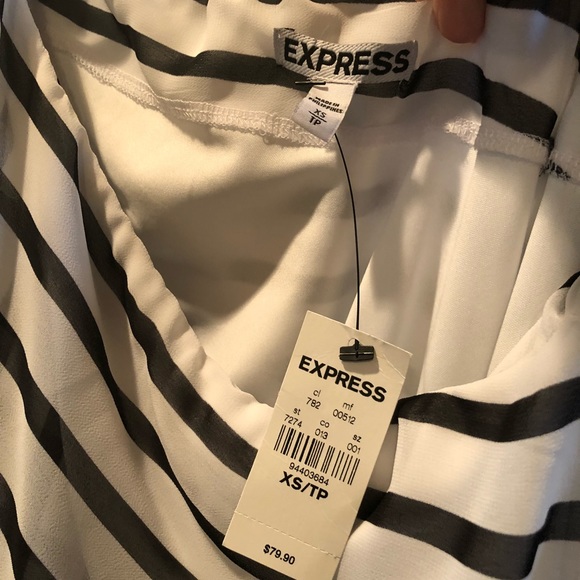 EXPRESS
MADE IN
PHILIPPINES
XS
TP
EXPRESS
cl mf
782 00512
st co sz
7274 013 001
94403684
XS/TP
$79.90